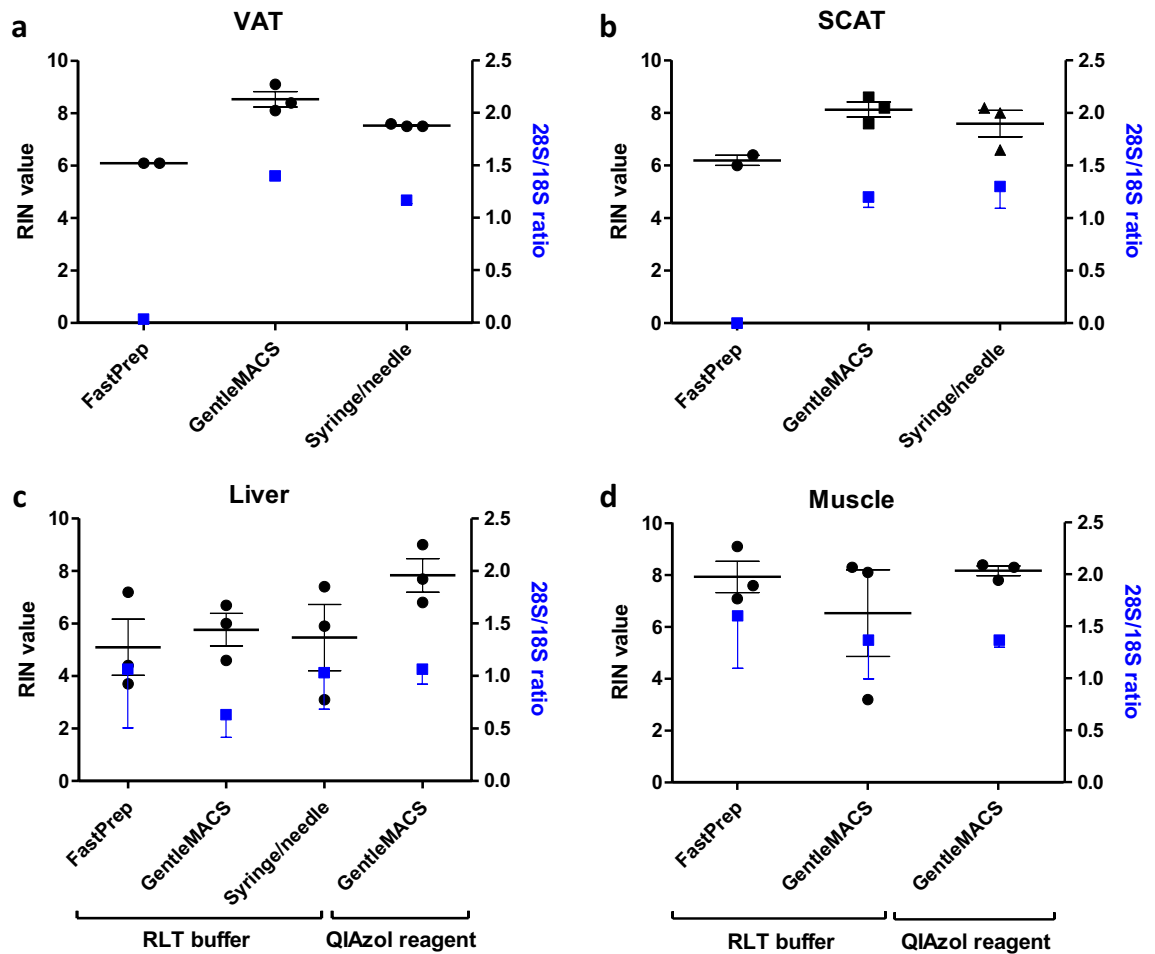 a
VAT
10
8
6
4
2
0
RIN value
2.5
2.0
1.5
1.0
0.5
0.0
28S/18S ratio
FastPrep
GentleMACS
Syringe/needle
b
SCAT
10
8
6
4
2
0
RIN value
2.5
2.0
1.5
1.0
0.5
0.0
28S/18S ratio
FastPrep
GentleMACS
Syringe/needle
c
Liver
10
8
6
4
2
0
RIN value
2.5
2.0
1.5
1.0
0.5
0.0
28S/18S ratio
FastPrep
GentleMACS
Syringe/needle
GentleMACS
RLT buffer
QIAzol reagent
d
Muscle
10
8
6
4
2
0
RIN value
2.5
2.0
1.5
1.0
0.5
0.0
28S/18S ratio
FastPrep
GentleMACS
GentleMACS
RLT buffer
QIAzol reagent